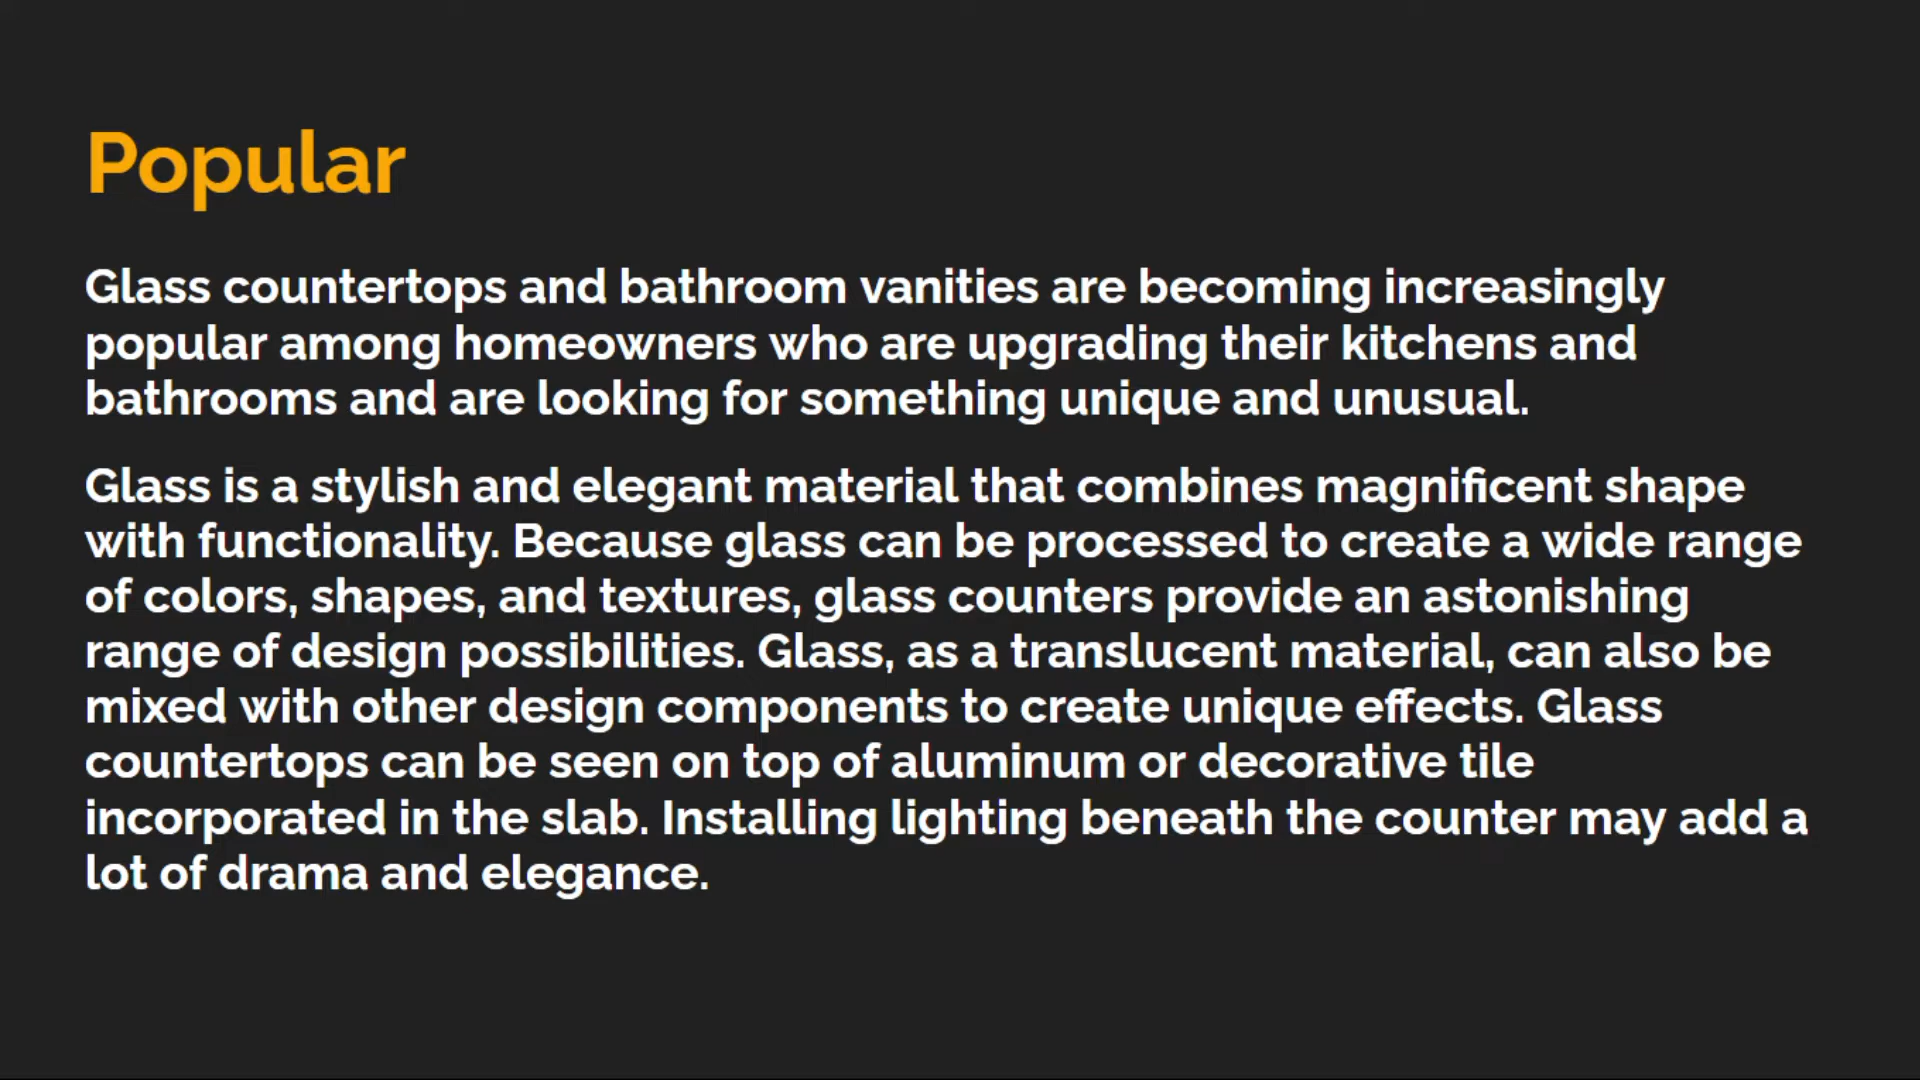 Popular
Glass countertops and bathroom vanities are becoming increasingly
popular among homeowners who are upgrading their kitchens and
bathrooms and are looking for something unique and unusual.
Glass is a stylish and elegant material that combines magnificent shape
with functionality. Because glass can be processed to create a wide range
of colors, shapes, and textures, glass counters provide an astonishing
range of design possibilities. Glass, as a translucent material, can also be
mixed with other design components to create unique effects. Glass
countertops can be seen on top of aluminum or decorative tile
incorporated in the slab. Installing lighting beneath the counter may add a
lot of drama and elegance.